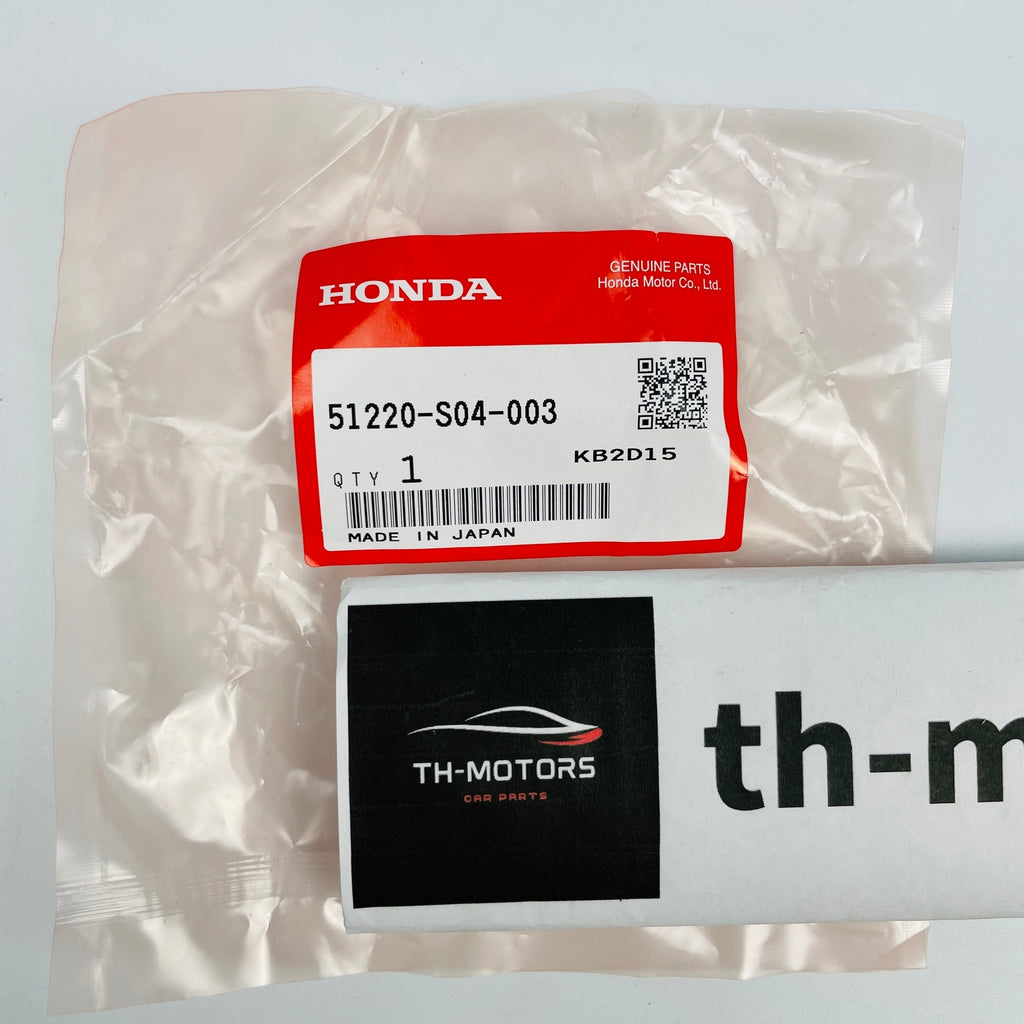 HONDA
GENUINE PARTS
Honda Motor Co., Ltd.
51220-S04-003
KB2D15
QTY 1
MADE IN JAPAN
TH-MOTORS
CAR PARTS
th-m